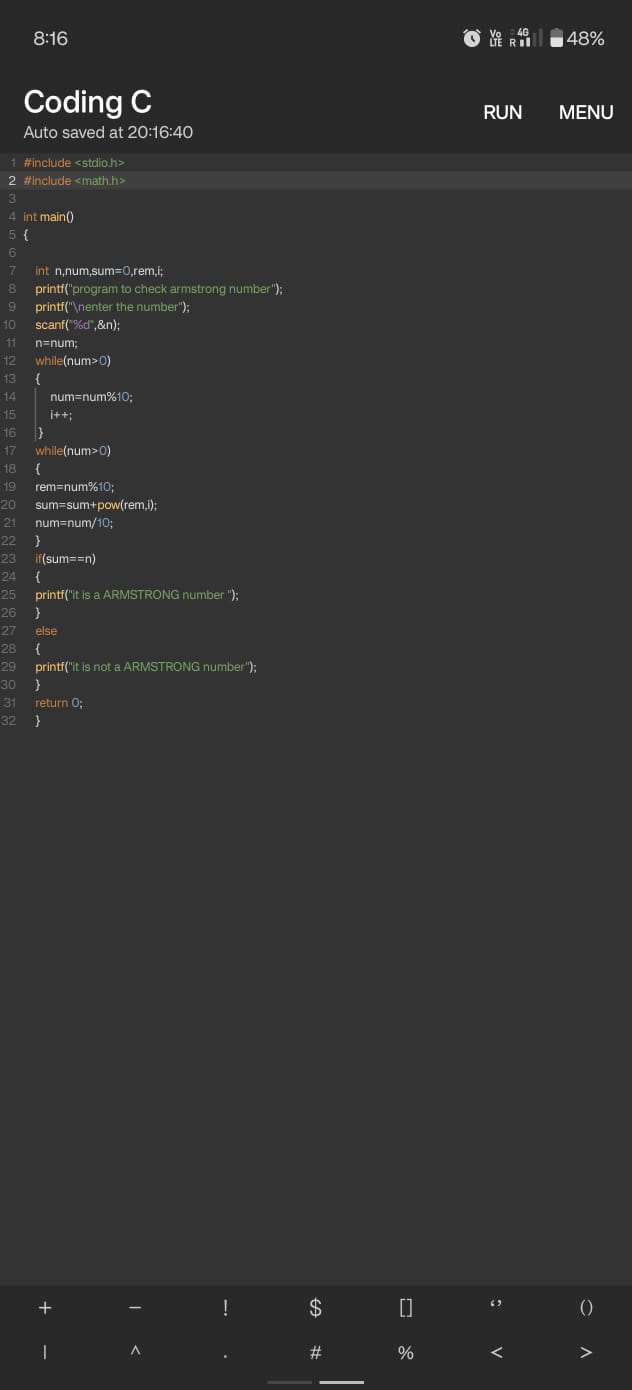 8:16 Vo LTE 4G R 48%
Coding C
RUN MENU
Auto saved at 20:16:40
1 #include <stdio.h>
2 #include <math.h>
3
4 int main()
5 {
6
7 int n,num,sum=0,rem,i;
8 printf("program to check armstrong number");
9 printf("\nenter the number");
10 scanf("%d",&n);
11 n=num;
12 while(num>0)
13 {
14 num=num%10;
15 i++;
16 }
17 while(num>0)
18 {
19 rem=num%10;
20 sum=sum+pow(rem,i);
21 num=num/10;
22 }
23 if(sum==n)
24 {
25 printf("it is a ARMSTRONG number ");
26 }
27 else
28 {
29 printf("it is not a ARMSTRONG number");
30 }
31 return 0;
32 }
+ − ! $ [] ‘’ ()
| ^ . # % < >